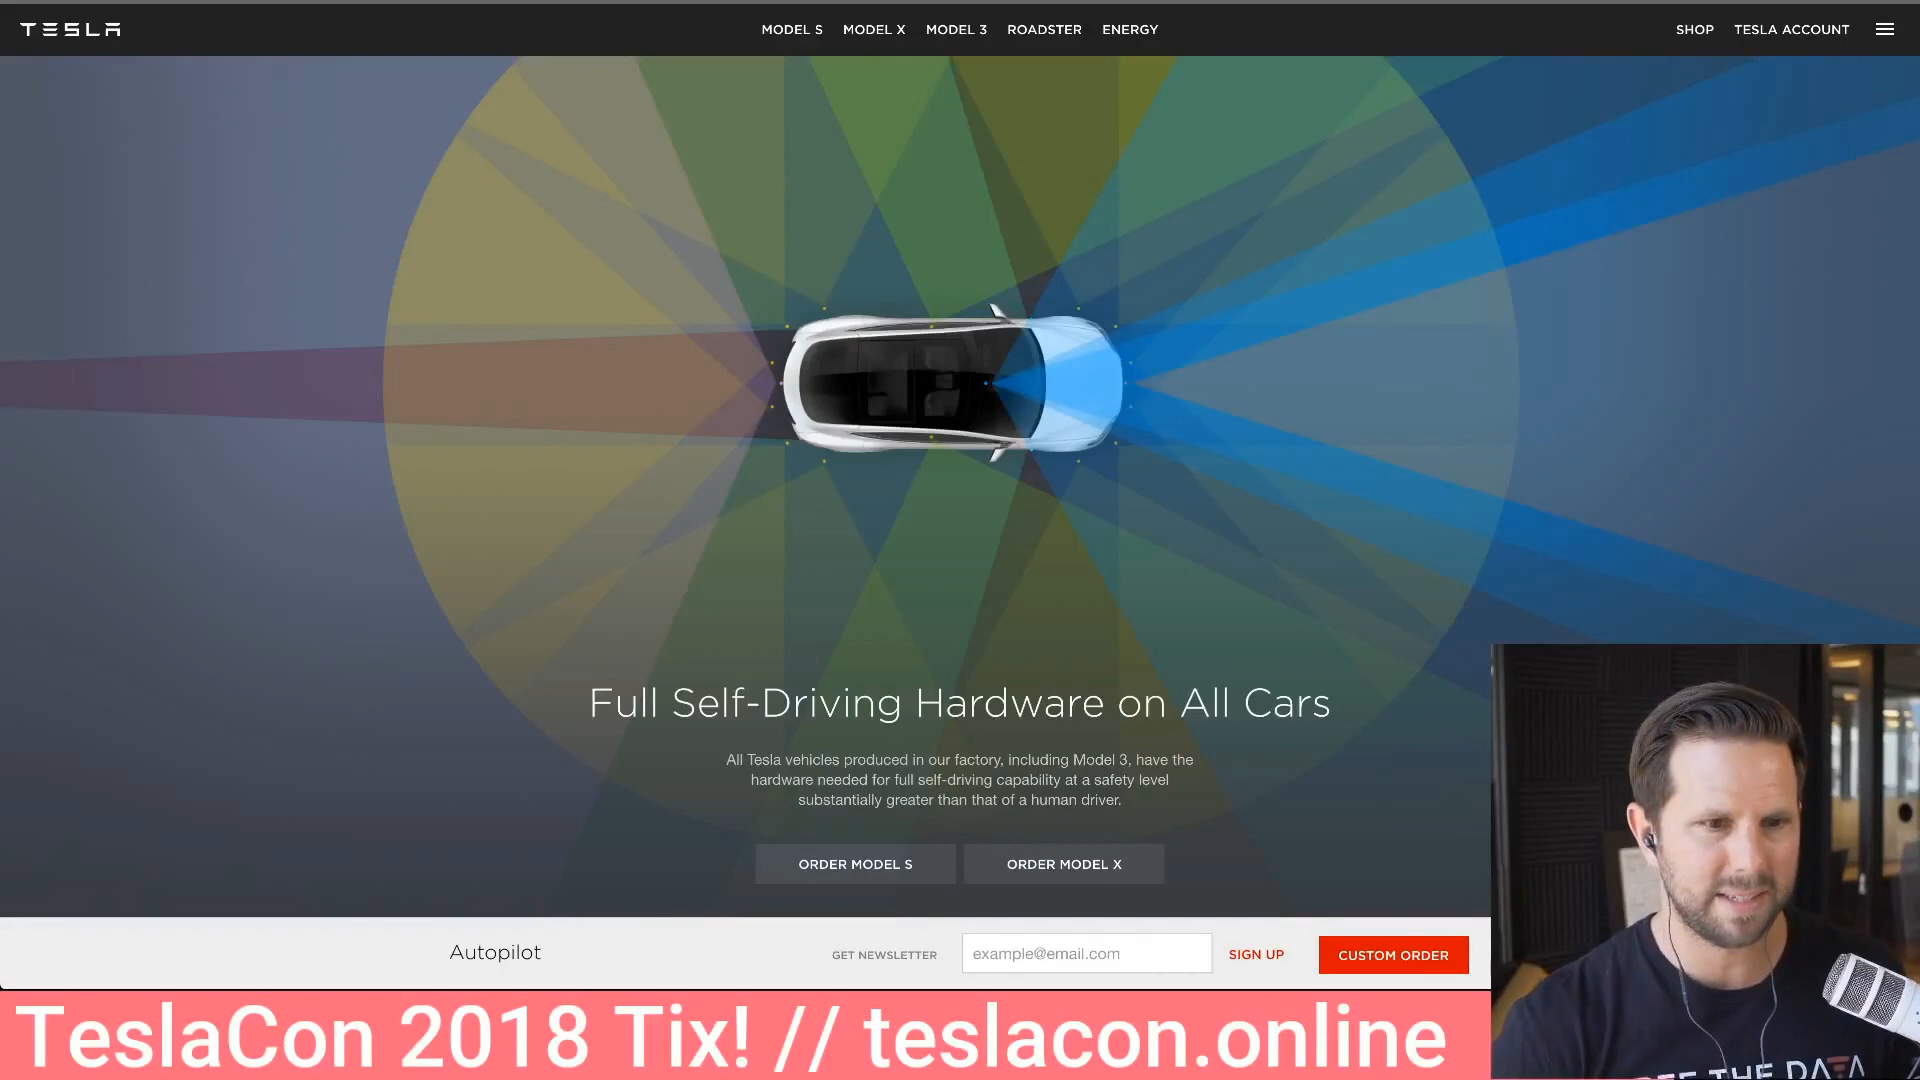 TESLA
MODEL S MODEL X MODEL 3 ROADSTER ENERGY
SHOP TESLA ACCOUNT
Full Self-Driving Hardware on All Cars
All Tesla vehicles produced in our factory, including Model 3, have the
hardware needed for full self-driving capability at a safety level
substantially greater than that of a human driver.
ORDER MODEL S ORDER MODEL X
Autopilot GET NEWSLETTER example@email.com SIGN UP CUSTOM ORDER
THE DATA
TeslaCon 2018 Tix! // teslacon.online